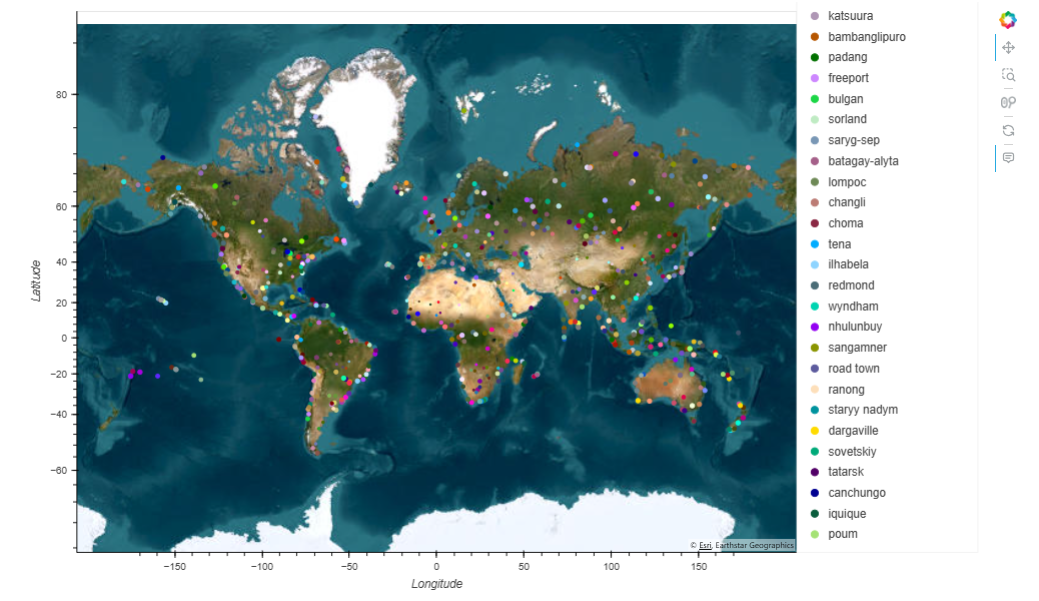 katsuura
bambanglipuro
padang
freeport
bulgan
sorland
saryg-sep
batagay-alyta
lompoc
changli
choma
tena
ilhabela
redmond
wyndham
nhulunbuy
sangamner
road town
ranong
staryy nadym
dargaville
sovetskiy
tatarsk
canchungo
iquique
poum
80
60
40
20
0
−20
−40
−60
Latitude
© Esri, Earthstar Geographics
−150
−100
−50
0
50
100
150
Longitude